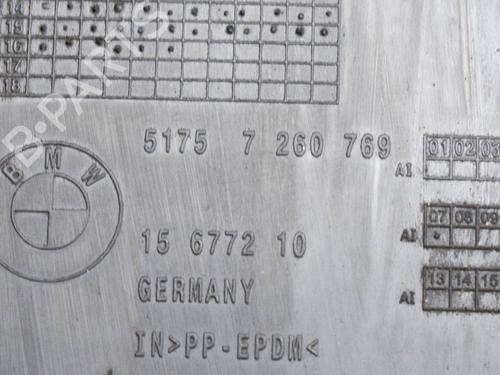 14
15
16
17
18
5175 7 260 769
AI 01 02 03
BMW
B-PARTS
AI 07 08 09
15 6772 10
GERMANY
AI 13 14 15
IN>PP-EPDM<